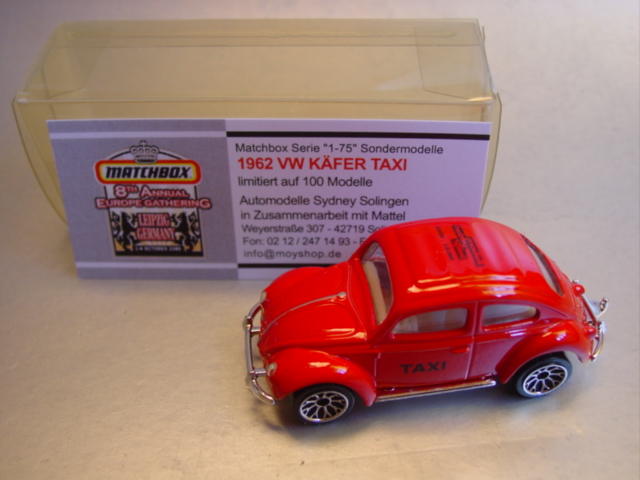 MATCHBOX
8TH ANNUAL
EUROPE GATHERING
LEIPZIG
GERMANY
Matchbox Serie "1-75" Sondermodelle
1962 VW KÄFER TAXI
limitiert auf 100 Modelle
Automodelle Sydney Solingen
in Zusammenarbeit mit Mattel
Weyerstraße 307 - 42719
Fon: 02 12 / 247 14 93 -
info@moyshop.de
TAXI